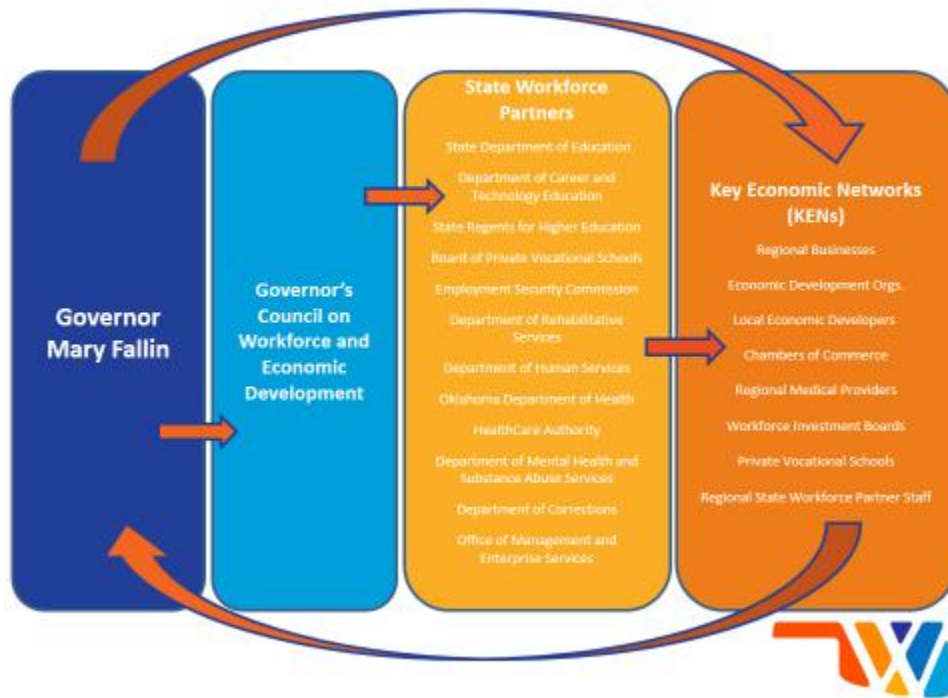 Governor
Mary Fallin
Governor's
Council on
Workforce and
Economic
Development
State Workforce
Partners
State Department of Education
Department of Career and
Technology Education
State Regents for Higher Education
Board of Private Vocational Schools
Employment Security Commission
Department of Rehabilitative
Services
Department of Human Services
Oklahoma Department of Health
HealthCare Authority
Department of Mental Health and
Substance Abuse Services
Department of Corrections
Office of Management and
Enterprise Services
Key Economic Networks
(KENs)
Regional Businesses
Economic Development Orgs.
Local Economic Developers
Chambers of Commerce
Regional Medical Providers
Workforce Investment Boards
Private Vocational Schools
Regional State Workforce Partner Staff